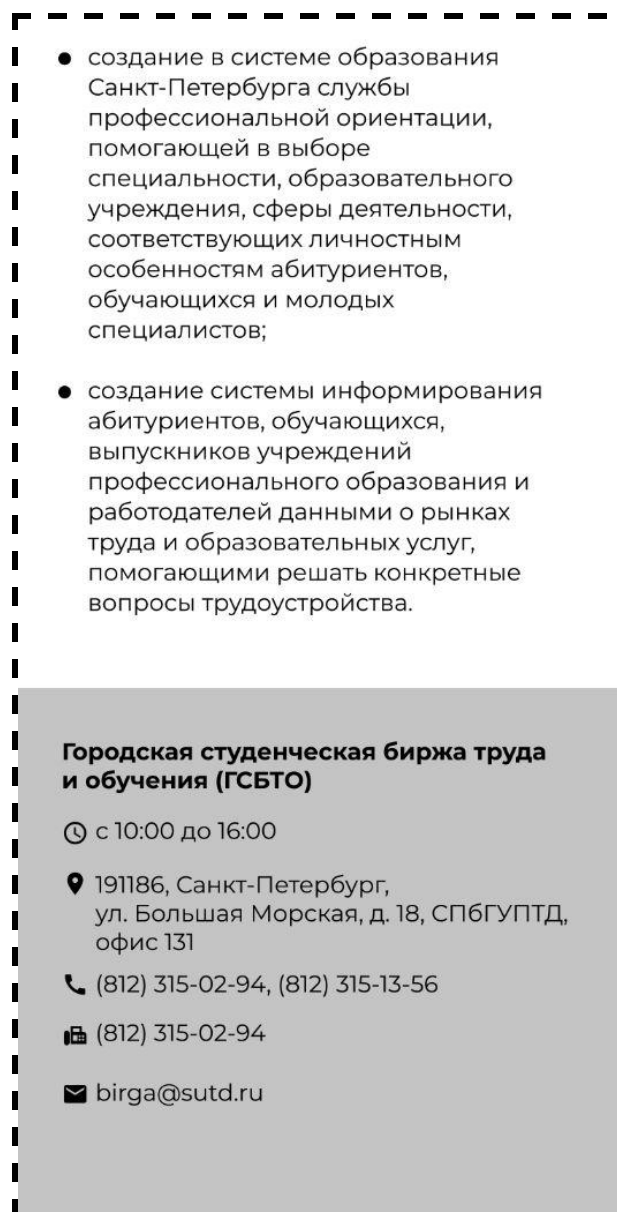 ● создание в системе образования
Санкт-Петербурга службы
профессиональной ориентации,
помогающей в выборе
специальности, образовательного
учреждения, сферы деятельности,
соответствующих личностным
особенностям абитуриентов,
обучающихся и молодых
специалистов;
● создание системы информирования
абитуриентов, обучающихся,
выпускников учреждений
профессионального образования и
работодателей данными о рынках
труда и образовательных услуг,
помогающими решать конкретные
вопросы трудоустройства.
Городская студенческая биржа труда
и обучения (ГСБТО)
с 10:00 до 16:00
191186, Санкт-Петербург,
ул. Большая Морская, д. 18, СПбГУПТД,
офис 131
(812) 315-02-94, (812) 315-13-56
(812) 315-02-94
birga@sutd.ru